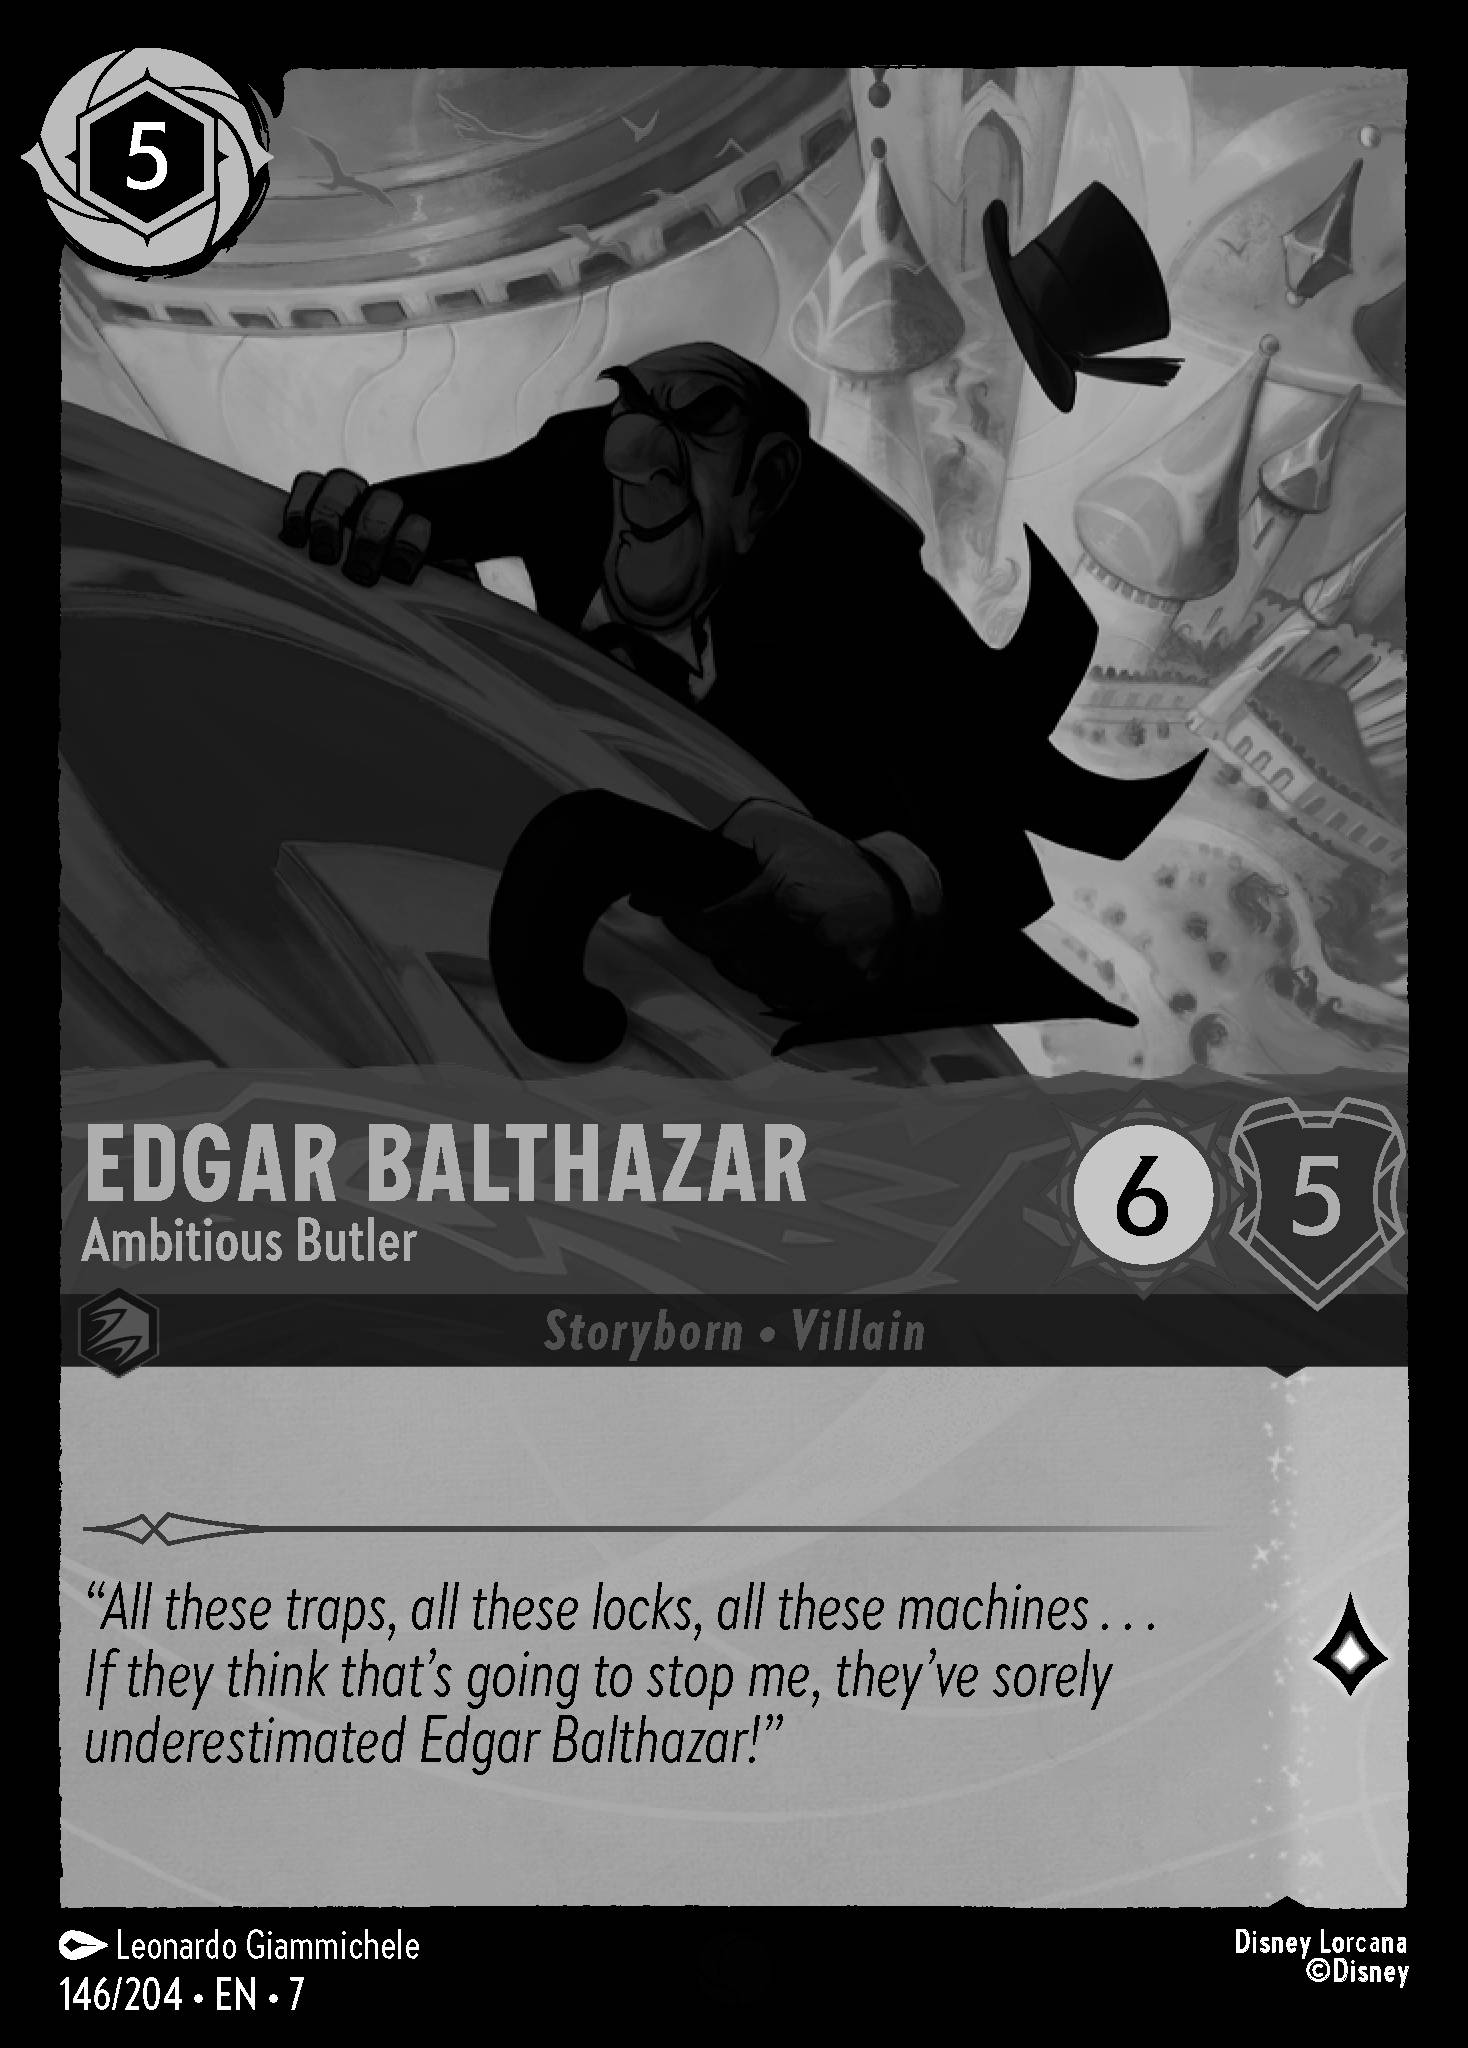 5
EDGAR BALTHAZAR
Ambitious Butler
6
5
Storyborn • Villain
“All these traps, all these locks, all these machines . . .
If they think that’s going to stop me, they’ve sorely
underestimated Edgar Balthazar!”
Leonardo Giammichele
146/204 • EN • 7
Disney Lorcana
©Disney